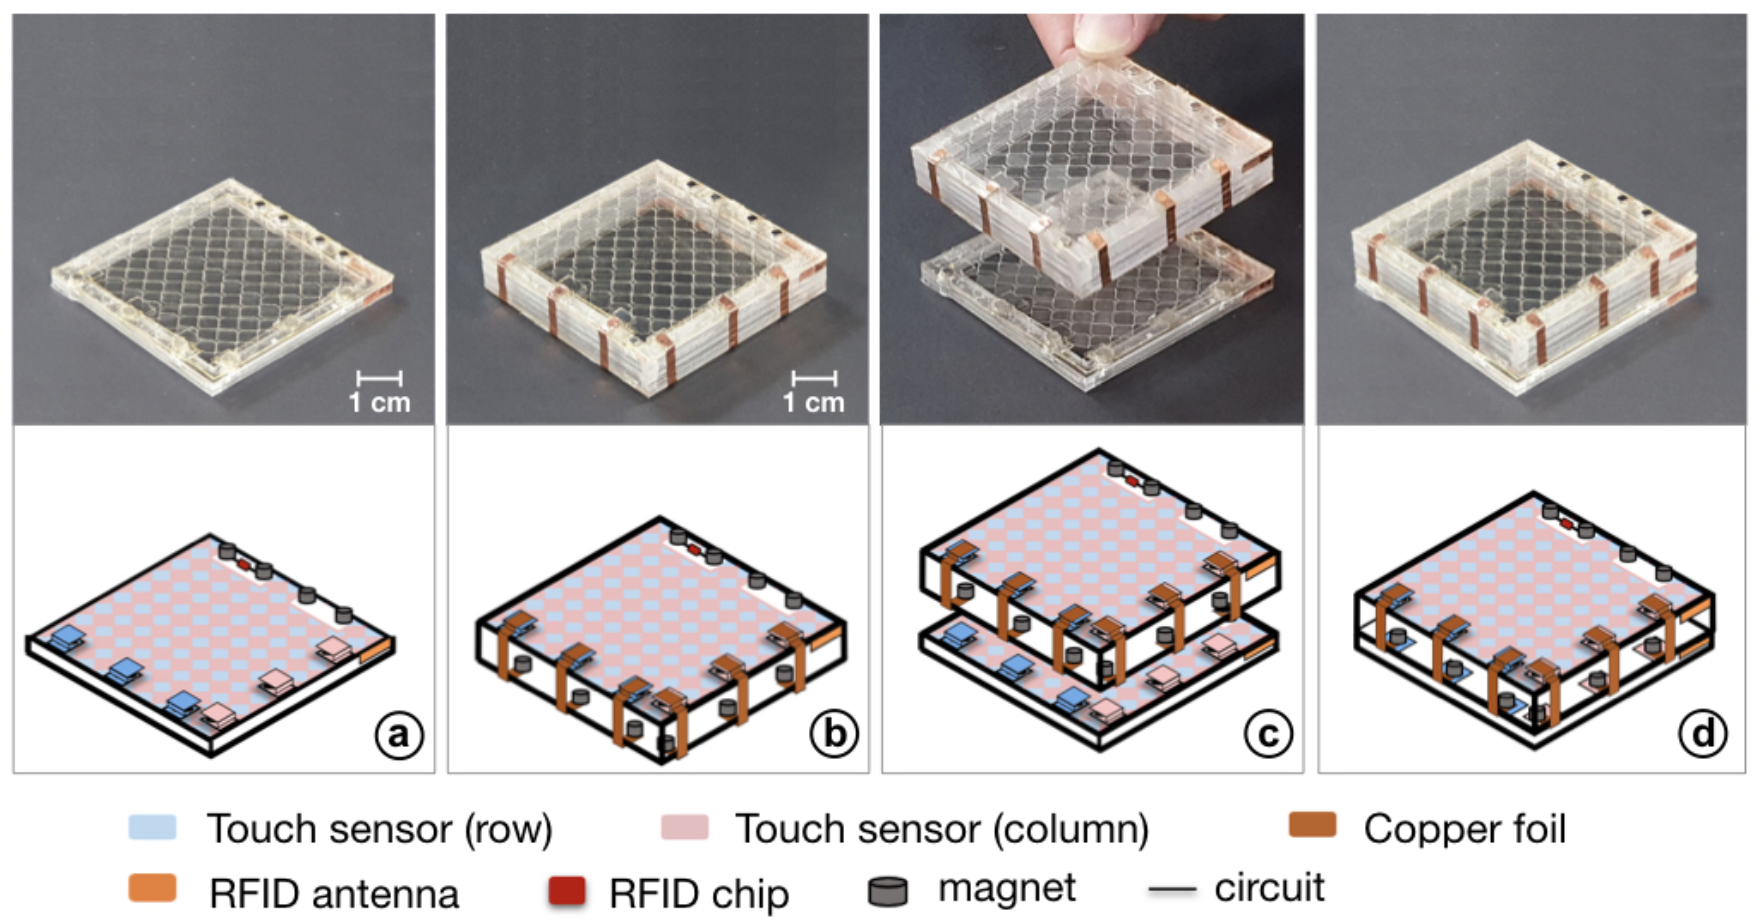 1 cm
1 cm
a
b
c
d
Touch sensor (row)
Touch sensor (column)
Copper foil
RFID antenna
RFID chip
magnet
circuit